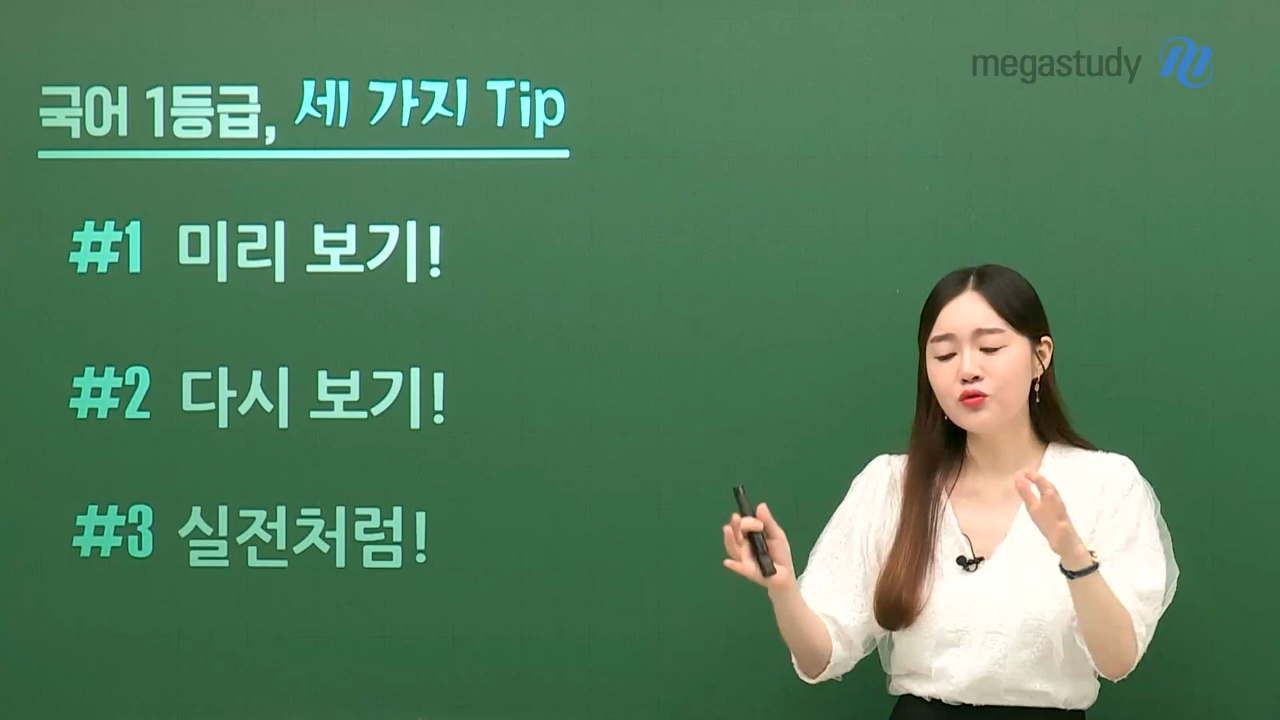 megastudy
국어 1등급, 세 가지 Tip
#1 미리 보기!
#2 다시 보기!
#3 실전처럼!